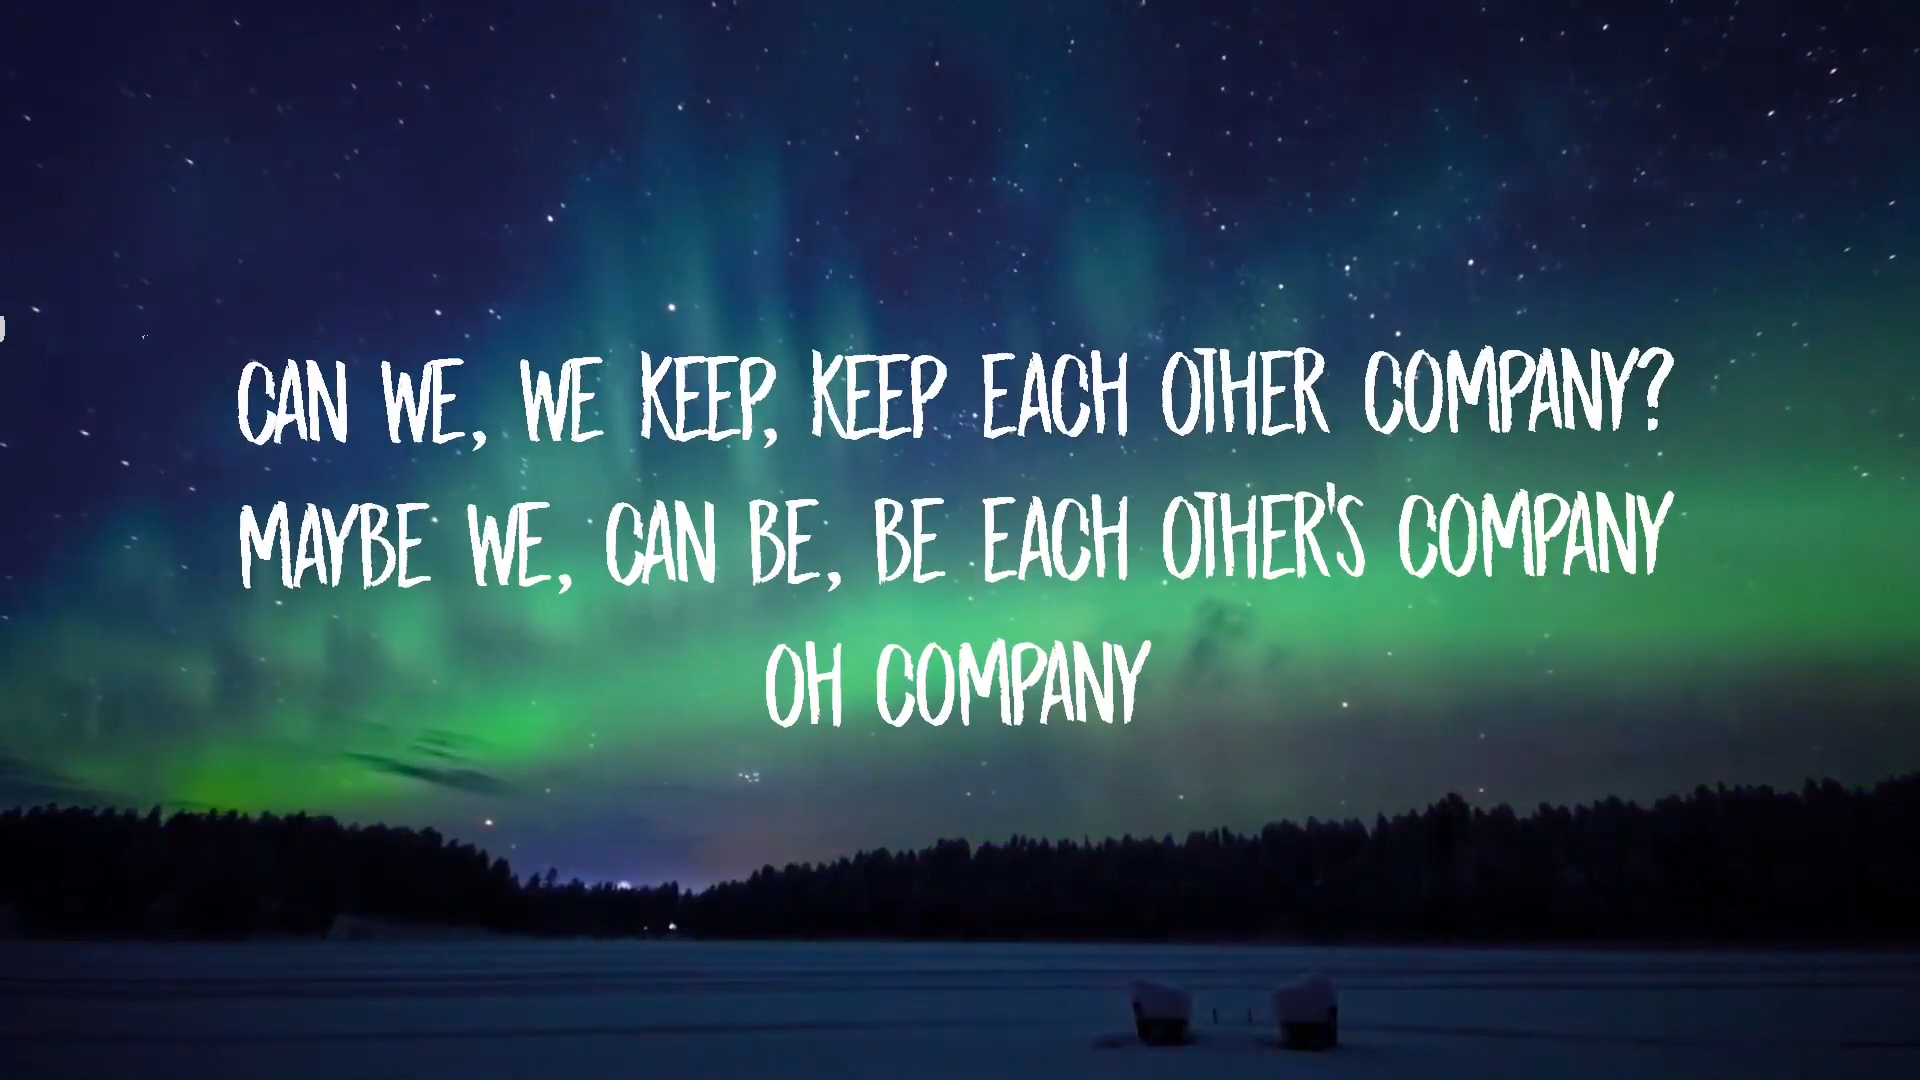 CAN WE, WE KEEP, KEEP EACH OTHER COMPANY?
MAYBE WE, CAN BE, BE EACH OTHER'S COMPANY
OH COMPANY